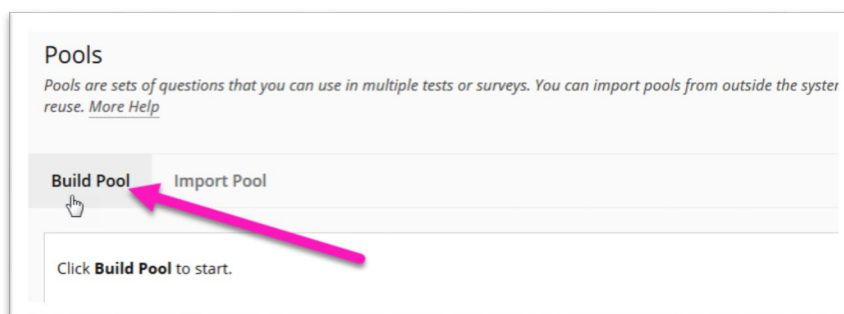 Pools
Pools are sets of questions that you can use in multiple tests or surveys. You can import pools from outside the
reuse. More Help
Build Pool Import Pool
Click Build Pool to start.